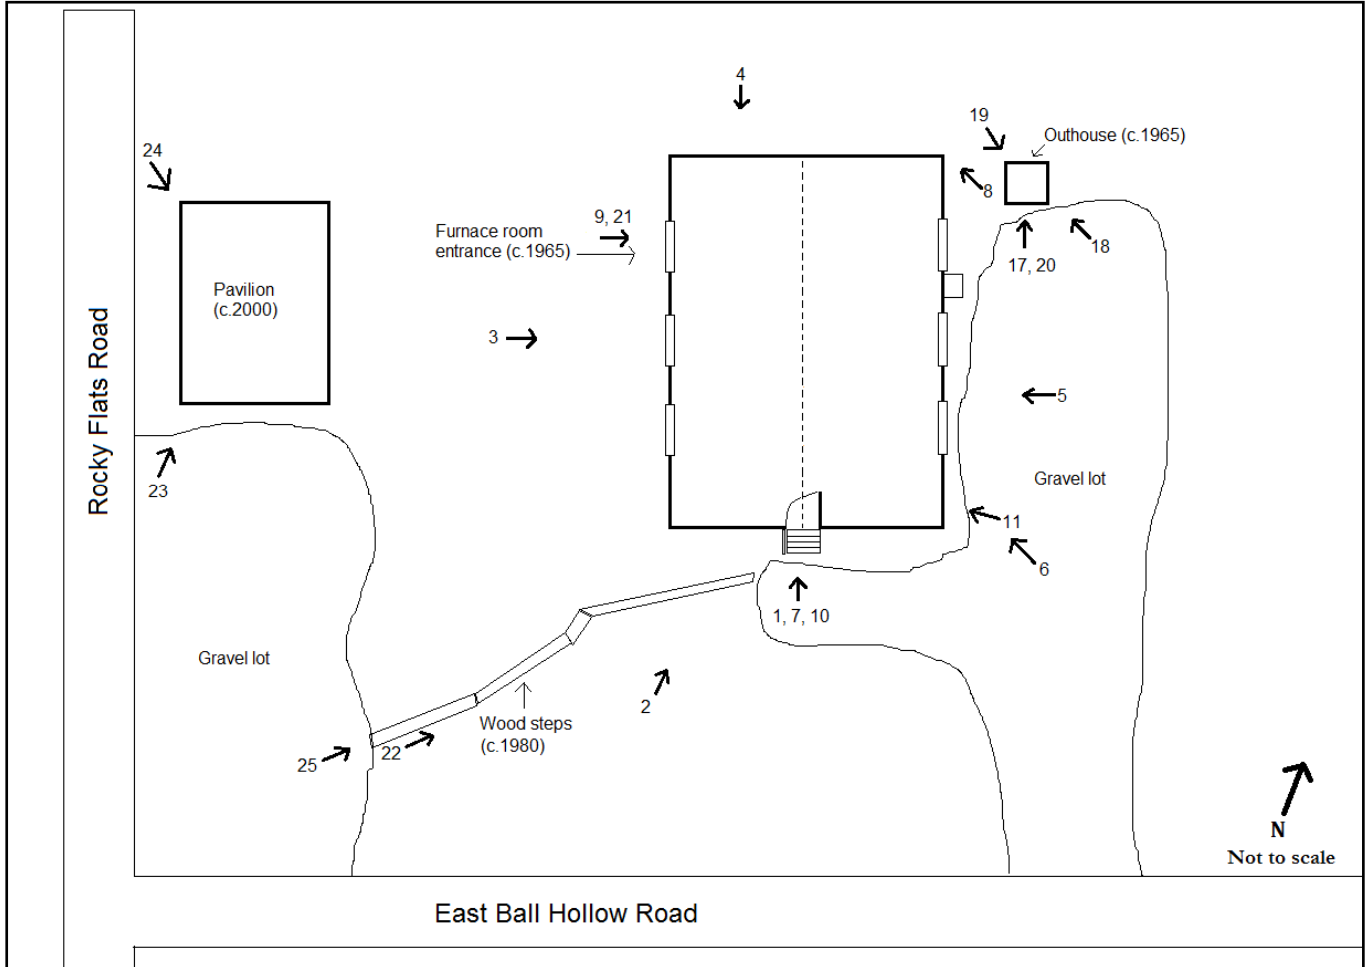 4
19
Outhouse (c.1965)
24
8
9, 21
Furnace room
entrance (c.1965)
18
17, 20
Pavilion
(c.2000)
3
Rocky Flats Road
5
Gravel lot
23
11
6
1, 7, 10
Gravel lot
2
Wood steps
(c.1980)
22
25
N
Not to scale
East Ball Hollow Road